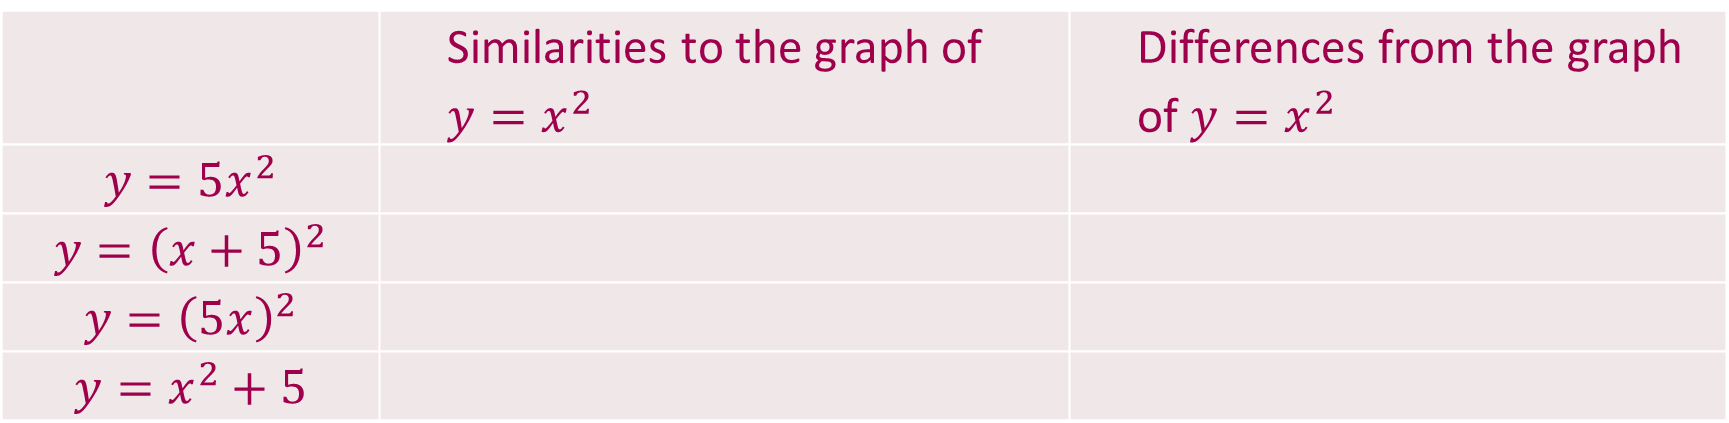 Similarities to the graph of
y = x²
Differences from the graph
of y = x²
y = 5x²
y = (x + 5)²
y = (5x)²
y = x² + 5